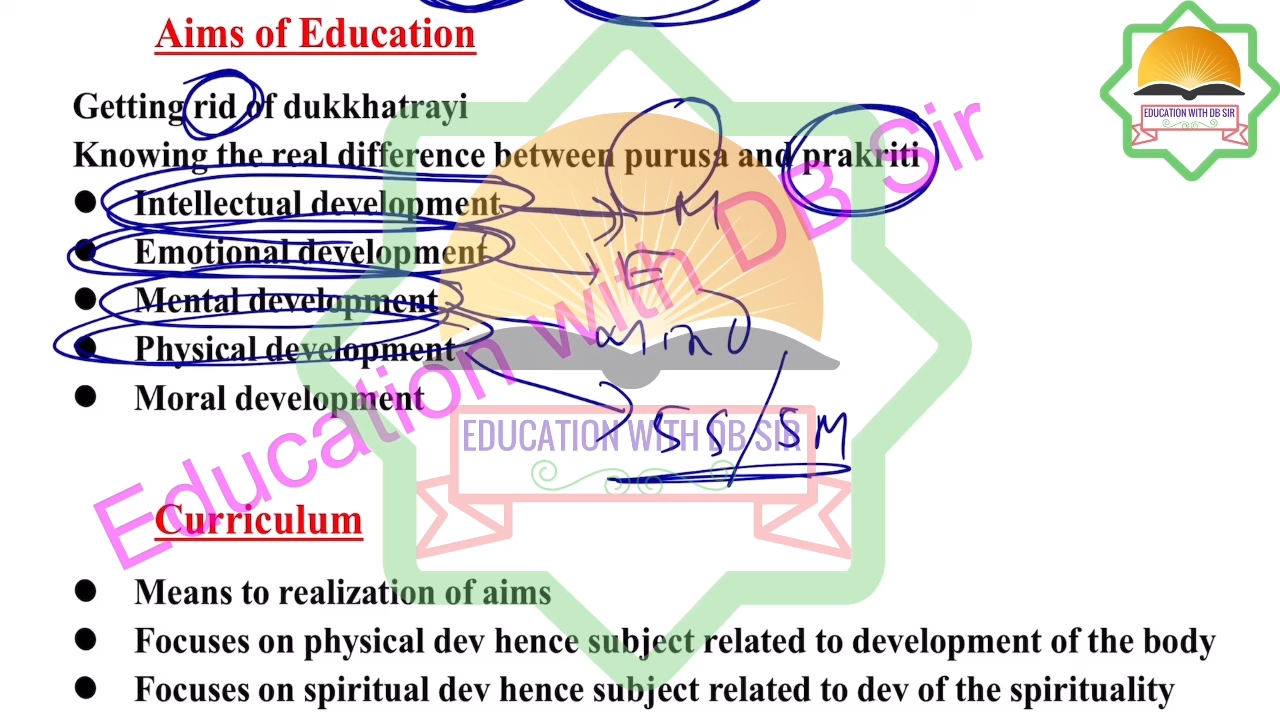 Aims of Education
EDUCATION WITH DB SIR
Getting rid of dukkhatrayi
Knowing the real difference between purusa and prakriti
● Intellectual development
M
● Emotional development
E
● Mental development
Mind
● Physical development
● Moral development
5 S / 5 M
EDUCATION WITH DB SIR
Education with DB Sir
Curriculum
● Means to realization of aims
● Focuses on physical dev hence subject related to development of the body
● Focuses on spiritual dev hence subject related to dev of the spirituality